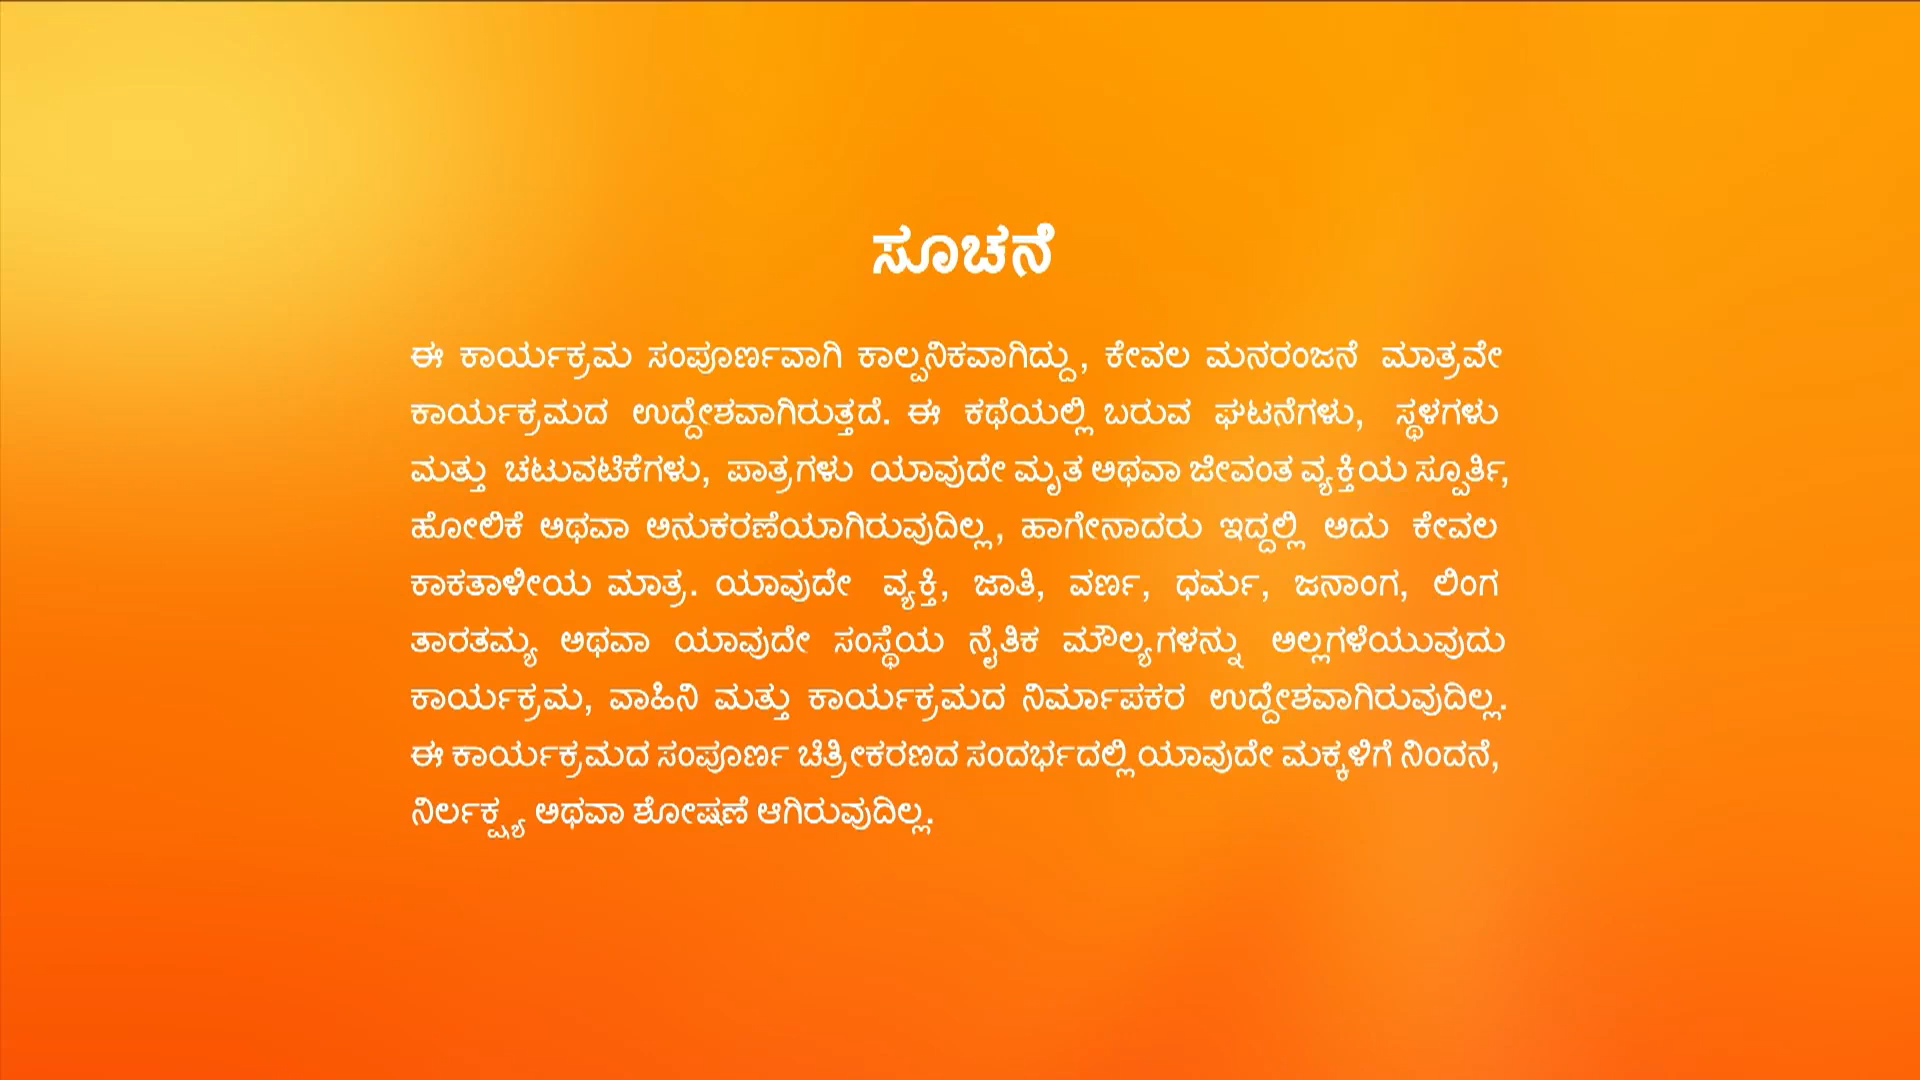 ಸೂಚನೆ
ಈ ಕಾರ್ಯಕ್ರಮ ಸಂಪೂರ್ಣವಾಗಿ ಕಾಲ್ಪನಿಕವಾಗಿದ್ದು, ಕೇವಲ ಮನರಂಜನೆ ಮಾತ್ರವೇ
ಕಾರ್ಯಕ್ರಮದ ಉದ್ದೇಶವಾಗಿರುತ್ತದೆ. ಈ ಕಥೆಯಲ್ಲಿ ಬರುವ ಘಟನೆಗಳು, ಸ್ಥಳಗಳು
ಮತ್ತು ಚಟುವಟಿಕೆಗಳು, ಪಾತ್ರಗಳು ಯಾವುದೇ ಮೃತ ಅಥವಾ ಜೀವಂತ ವ್ಯಕ್ತಿಯ ಸ್ಪೂರ್ತಿ,
ಹೋಲಿಕೆ ಅಥವಾ ಅನುಕರಣೆಯಾಗಿರುವುದಿಲ್ಲ, ಹಾಗೇನಾದರು ಇದ್ದಲ್ಲಿ ಅದು ಕೇವಲ
ಕಾಕತಾಳೀಯ ಮಾತ್ರ. ಯಾವುದೇ ವ್ಯಕ್ತಿ, ಜಾತಿ, ವರ್ಣ, ಧರ್ಮ, ಜನಾಂಗ, ಲಿಂಗ
ತಾರತಮ್ಯ ಅಥವಾ ಯಾವುದೇ ಸಂಸ್ಥೆಯ ನೈತಿಕ ಮೌಲ್ಯಗಳನ್ನು ಅಲ್ಲಗಳೆಯುವುದು
ಕಾರ್ಯಕ್ರಮ, ವಾಹಿನಿ ಮತ್ತು ಕಾರ್ಯಕ್ರಮದ ನಿರ್ಮಾಪಕರ ಉದ್ದೇಶವಾಗಿರುವುದಿಲ್ಲ.
ಈ ಕಾರ್ಯಕ್ರಮದ ಸಂಪೂರ್ಣ ಚಿತ್ರೀಕರಣದ ಸಂದರ್ಭದಲ್ಲಿ ಯಾವುದೇ ಮಕ್ಕಳಿಗೆ ನಿಂದನೆ,
ನಿರ್ಲಕ್ಷ್ಯ ಅಥವಾ ಶೋಷಣೆ ಆಗಿರುವುದಿಲ್ಲ.